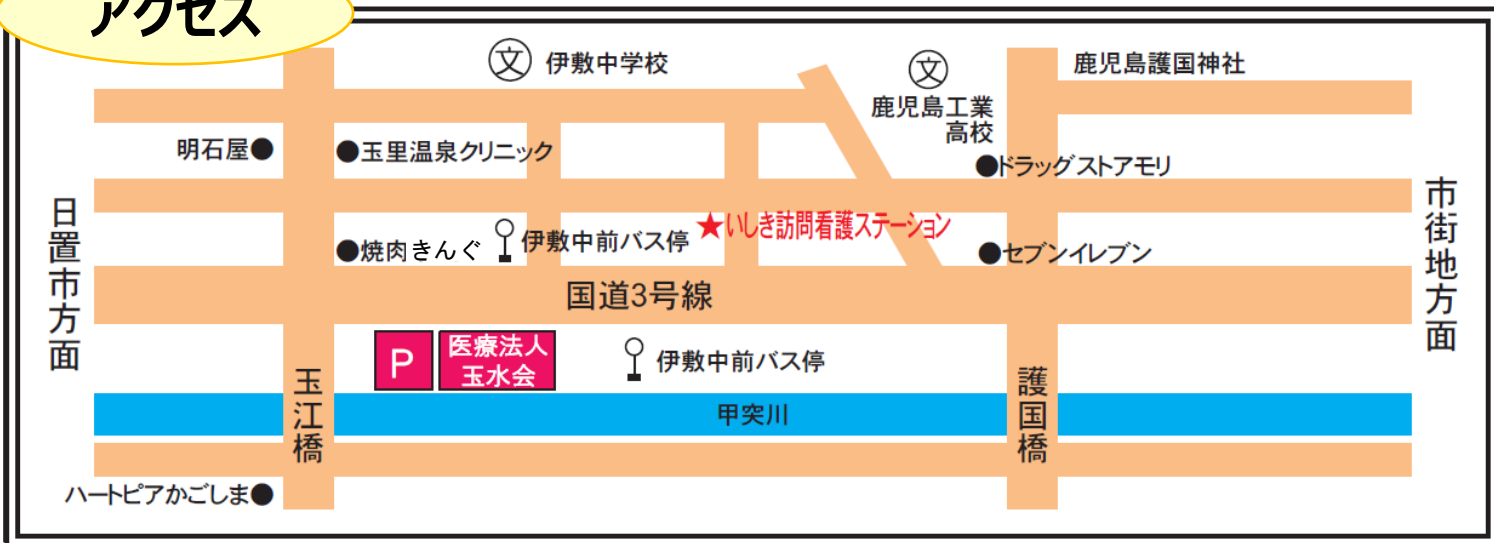 アクセス
文
伊敷中学校
文
鹿児島工業
高校
鹿児島護国神社
明石屋
玉里温泉クリニック
ドラッグストアモリ
日置市方面
市街地方面
★いしき訪問看護ステーション
焼肉きんぐ
伊敷中前バス停
セブンイレブン
国道3号線
P
医療法人
玉水会
伊敷中前バス停
玉江橋
護国橋
甲突川
ハートピアかごしま